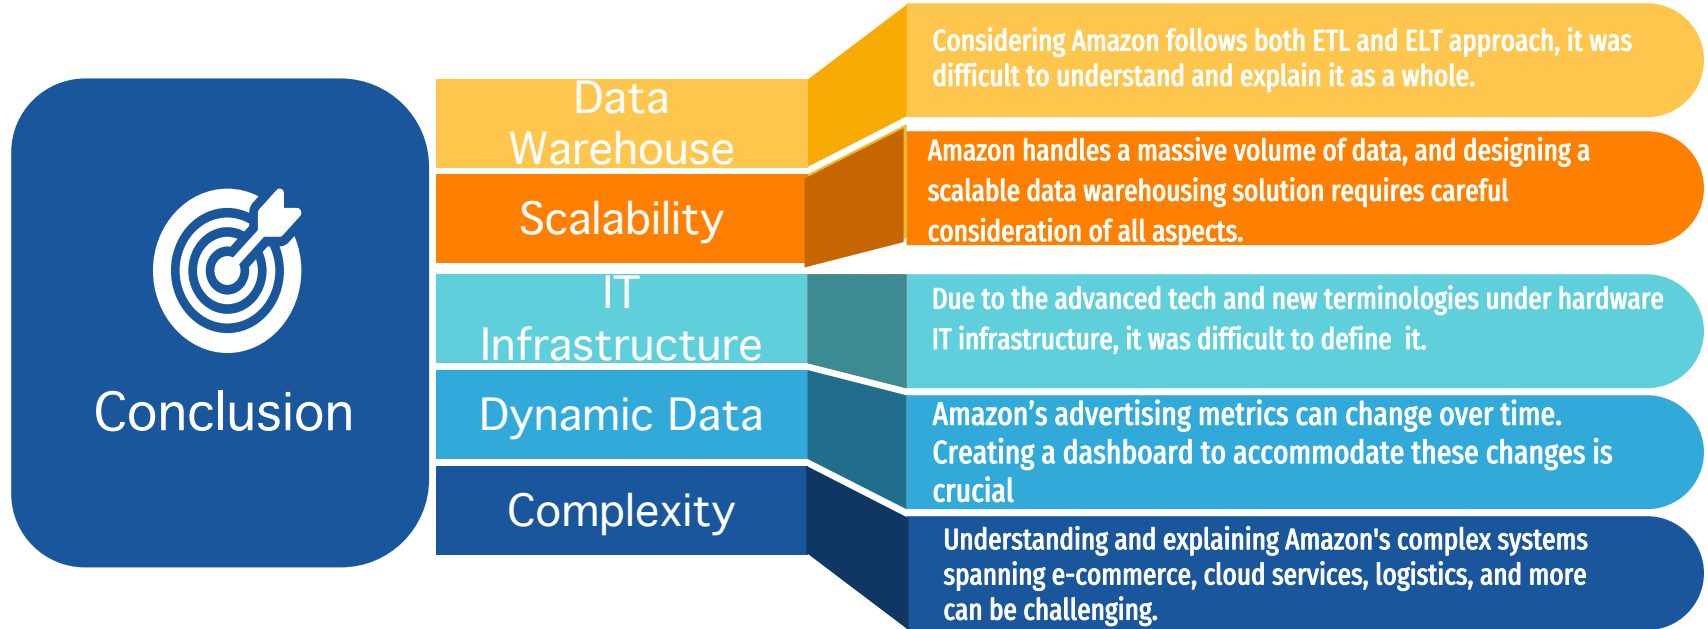 Conclusion
Data
Warehouse
Considering Amazon follows both ETL and ELT approach, it was
difficult to understand and explain it as a whole.
Scalability
Amazon handles a massive volume of data, and designing a
scalable data warehousing solution requires careful
consideration of all aspects.
IT
Infrastructure
Due to the advanced tech and new terminologies under hardware
IT infrastructure, it was difficult to define  it.
Dynamic Data
Amazon’s advertising metrics can change over time.
Creating a dashboard to accommodate these changes is
crucial
Complexity
Understanding and explaining Amazon's complex systems
spanning e-commerce, cloud services, logistics, and more
can be challenging.